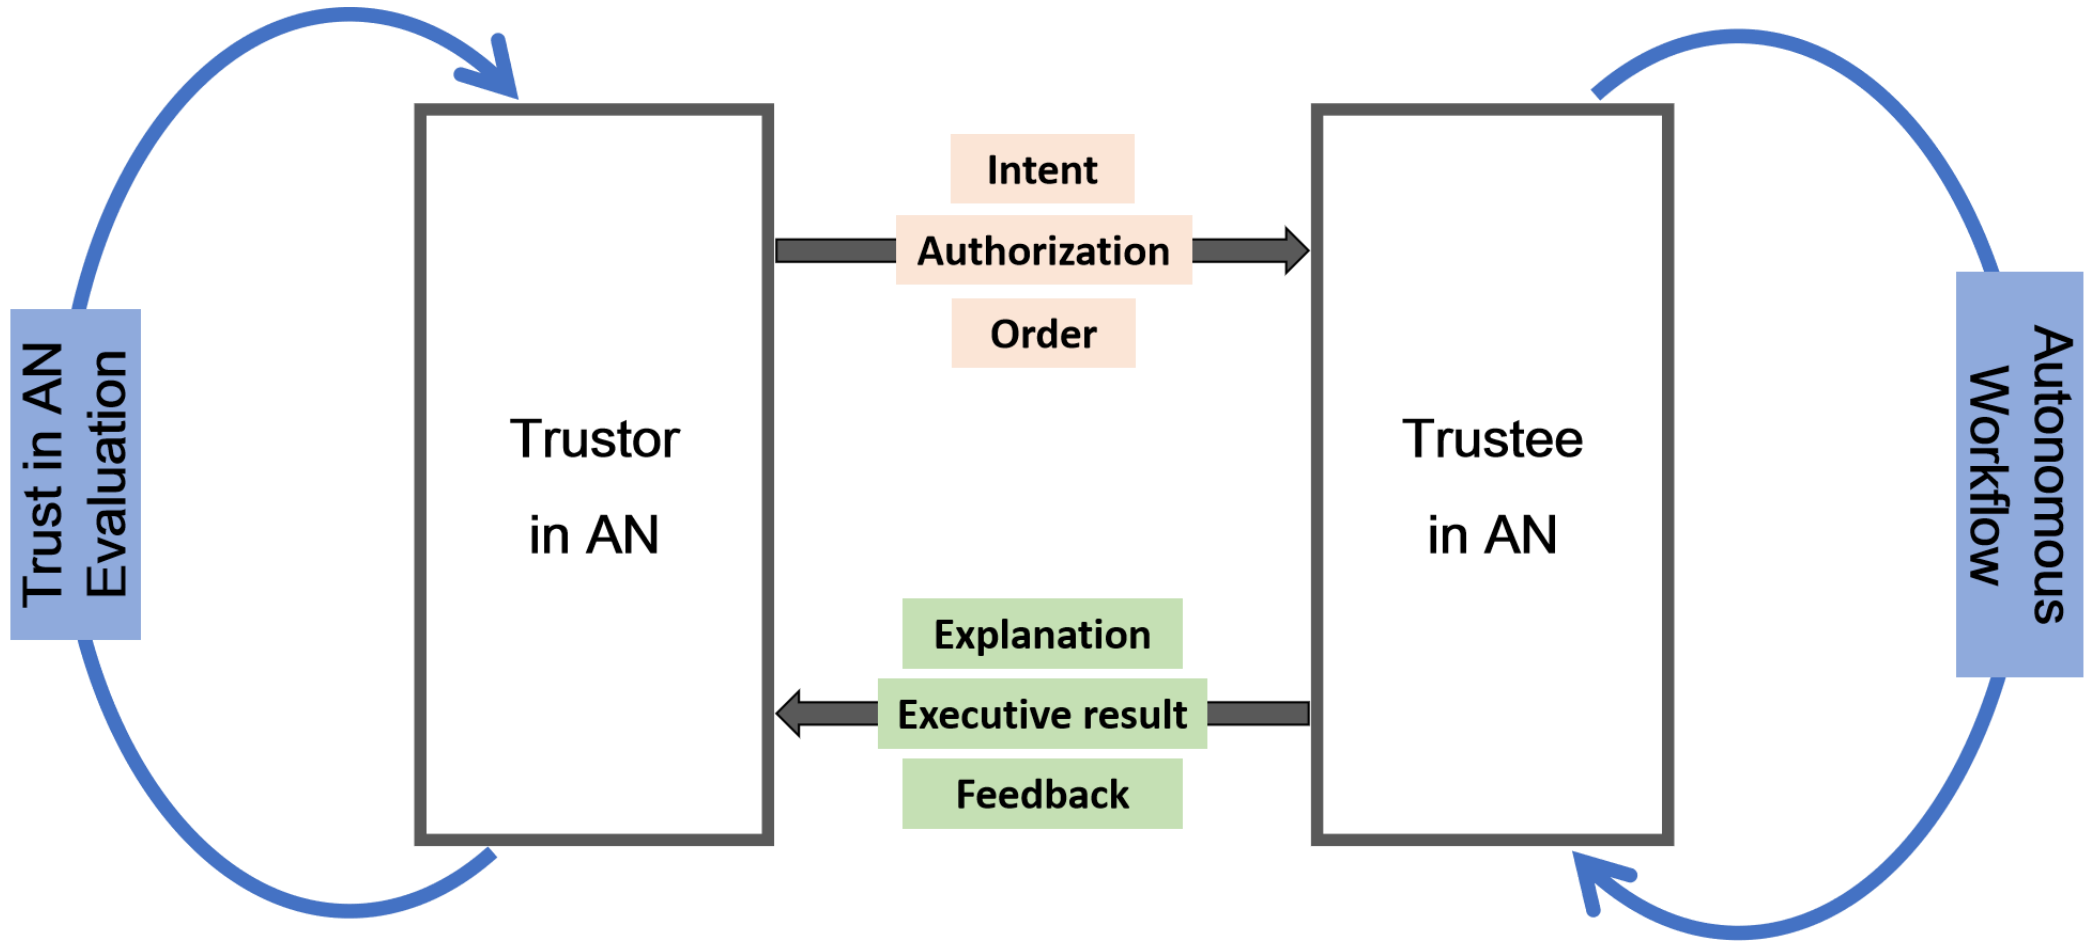 Trust in AN
Evaluation
Trustor
in AN
Intent
Authorization
Order
Explanation
Executive result
Feedback
Trustee
in AN
Autonomous
Workflow